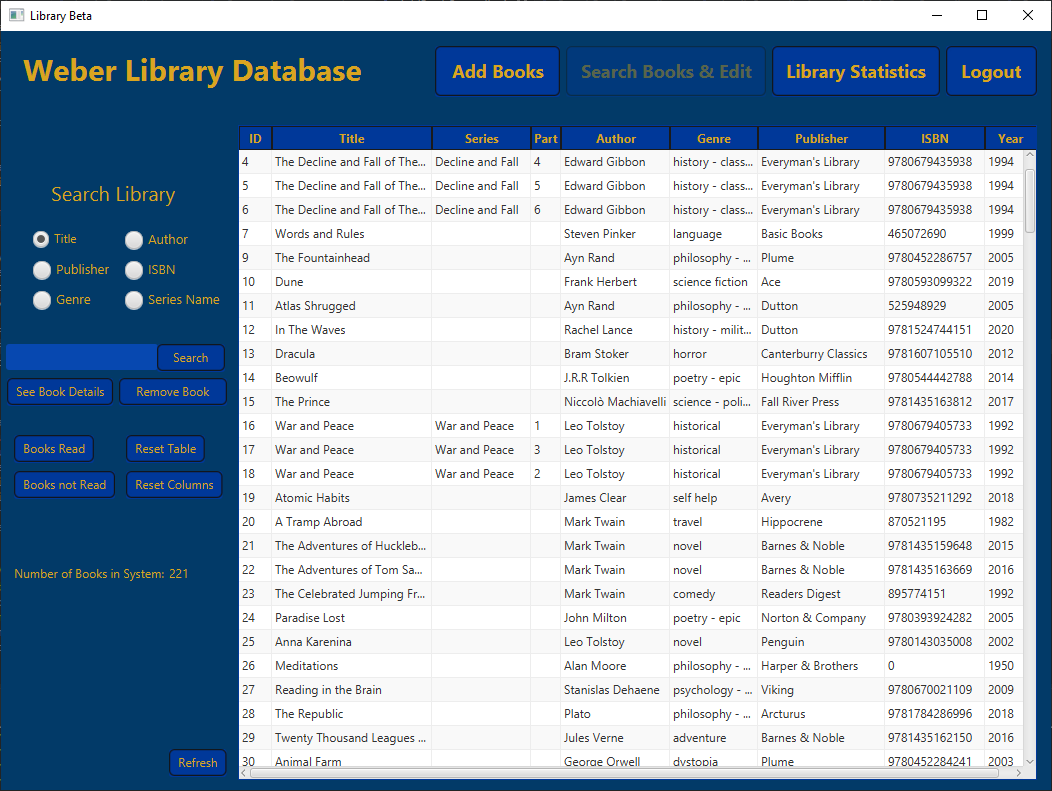 Library Beta
Weber Library Database
Add Books Search Books & Edit Library Statistics Logout
Search Library
Title Author
Publisher ISBN
Genre Series Name
Search
See Book Details Remove Book
Books Read Reset Table
Books not Read Reset Columns
Number of Books in System: 221
Refresh
ID Title Series Part Author Genre Publisher ISBN Year
4 The Decline and Fall of The... Decline and Fall 4 Edward Gibbon history - class... Everyman's Library 9780679435938 1994
5 The Decline and Fall of The... Decline and Fall 5 Edward Gibbon history - class... Everyman's Library 9780679435938 1994
6 The Decline and Fall of The... Decline and Fall 6 Edward Gibbon history - class... Everyman's Library 9780679435938 1994
7 Words and Rules Steven Pinker language Basic Books 465072690 1999
9 The Fountainhead Ayn Rand philosophy - ... Plume 9780452286757 2005
10 Dune Frank Herbert science fiction Ace 9780593099322 2019
11 Atlas Shrugged Ayn Rand philosophy - ... Dutton 525948929 2005
12 In The Waves Rachel Lance history - milit... Dutton 9781524744151 2020
13 Dracula Bram Stoker horror Canterburry Classics 9781607105510 2012
14 Beowulf J.R.R Tolkien poetry - epic Houghton Mifflin 9780544442788 2014
15 The Prince Niccolò Machiavelli science - poli... Fall River Press 9781435163812 2017
16 War and Peace War and Peace 1 Leo Tolstoy historical Everyman's Library 9780679405733 1992
17 War and Peace War and Peace 3 Leo Tolstoy historical Everyman's Library 9780679405733 1992
18 War and Peace War and Peace 2 Leo Tolstoy historical Everyman's Library 9780679405733 1992
19 Atomic Habits James Clear self help Avery 9780735211292 2018
20 A Tramp Abroad Mark Twain travel Hippocrene 870521195 1982
21 The Adventures of Huckleb... Mark Twain novel Barnes & Noble 9781435159648 2015
22 The Adventures of Tom Sa... Mark Twain novel Barnes & Noble 9781435163669 2016
23 The Celebrated Jumping Fr... Mark Twain comedy Readers Digest 895774151 1992
24 Paradise Lost John Milton poetry - epic Norton & Company 9780393924282 2005
25 Anna Karenina Leo Tolstoy novel Penguin 9780143035008 2002
26 Meditations Alan Moore philosophy - ... Harper & Brothers 0 1950
27 Reading in the Brain Stanislas Dehaene psychology - ... Viking 9780670021109 2009
28 The Republic Plato philosophy - ... Arcturus 9781784286996 2018
29 Twenty Thousand Leagues ... Jules Verne adventure Barnes & Noble 9781435162150 2016
30 Animal Farm George Orwell dystopia Plume 9780452284241 2003